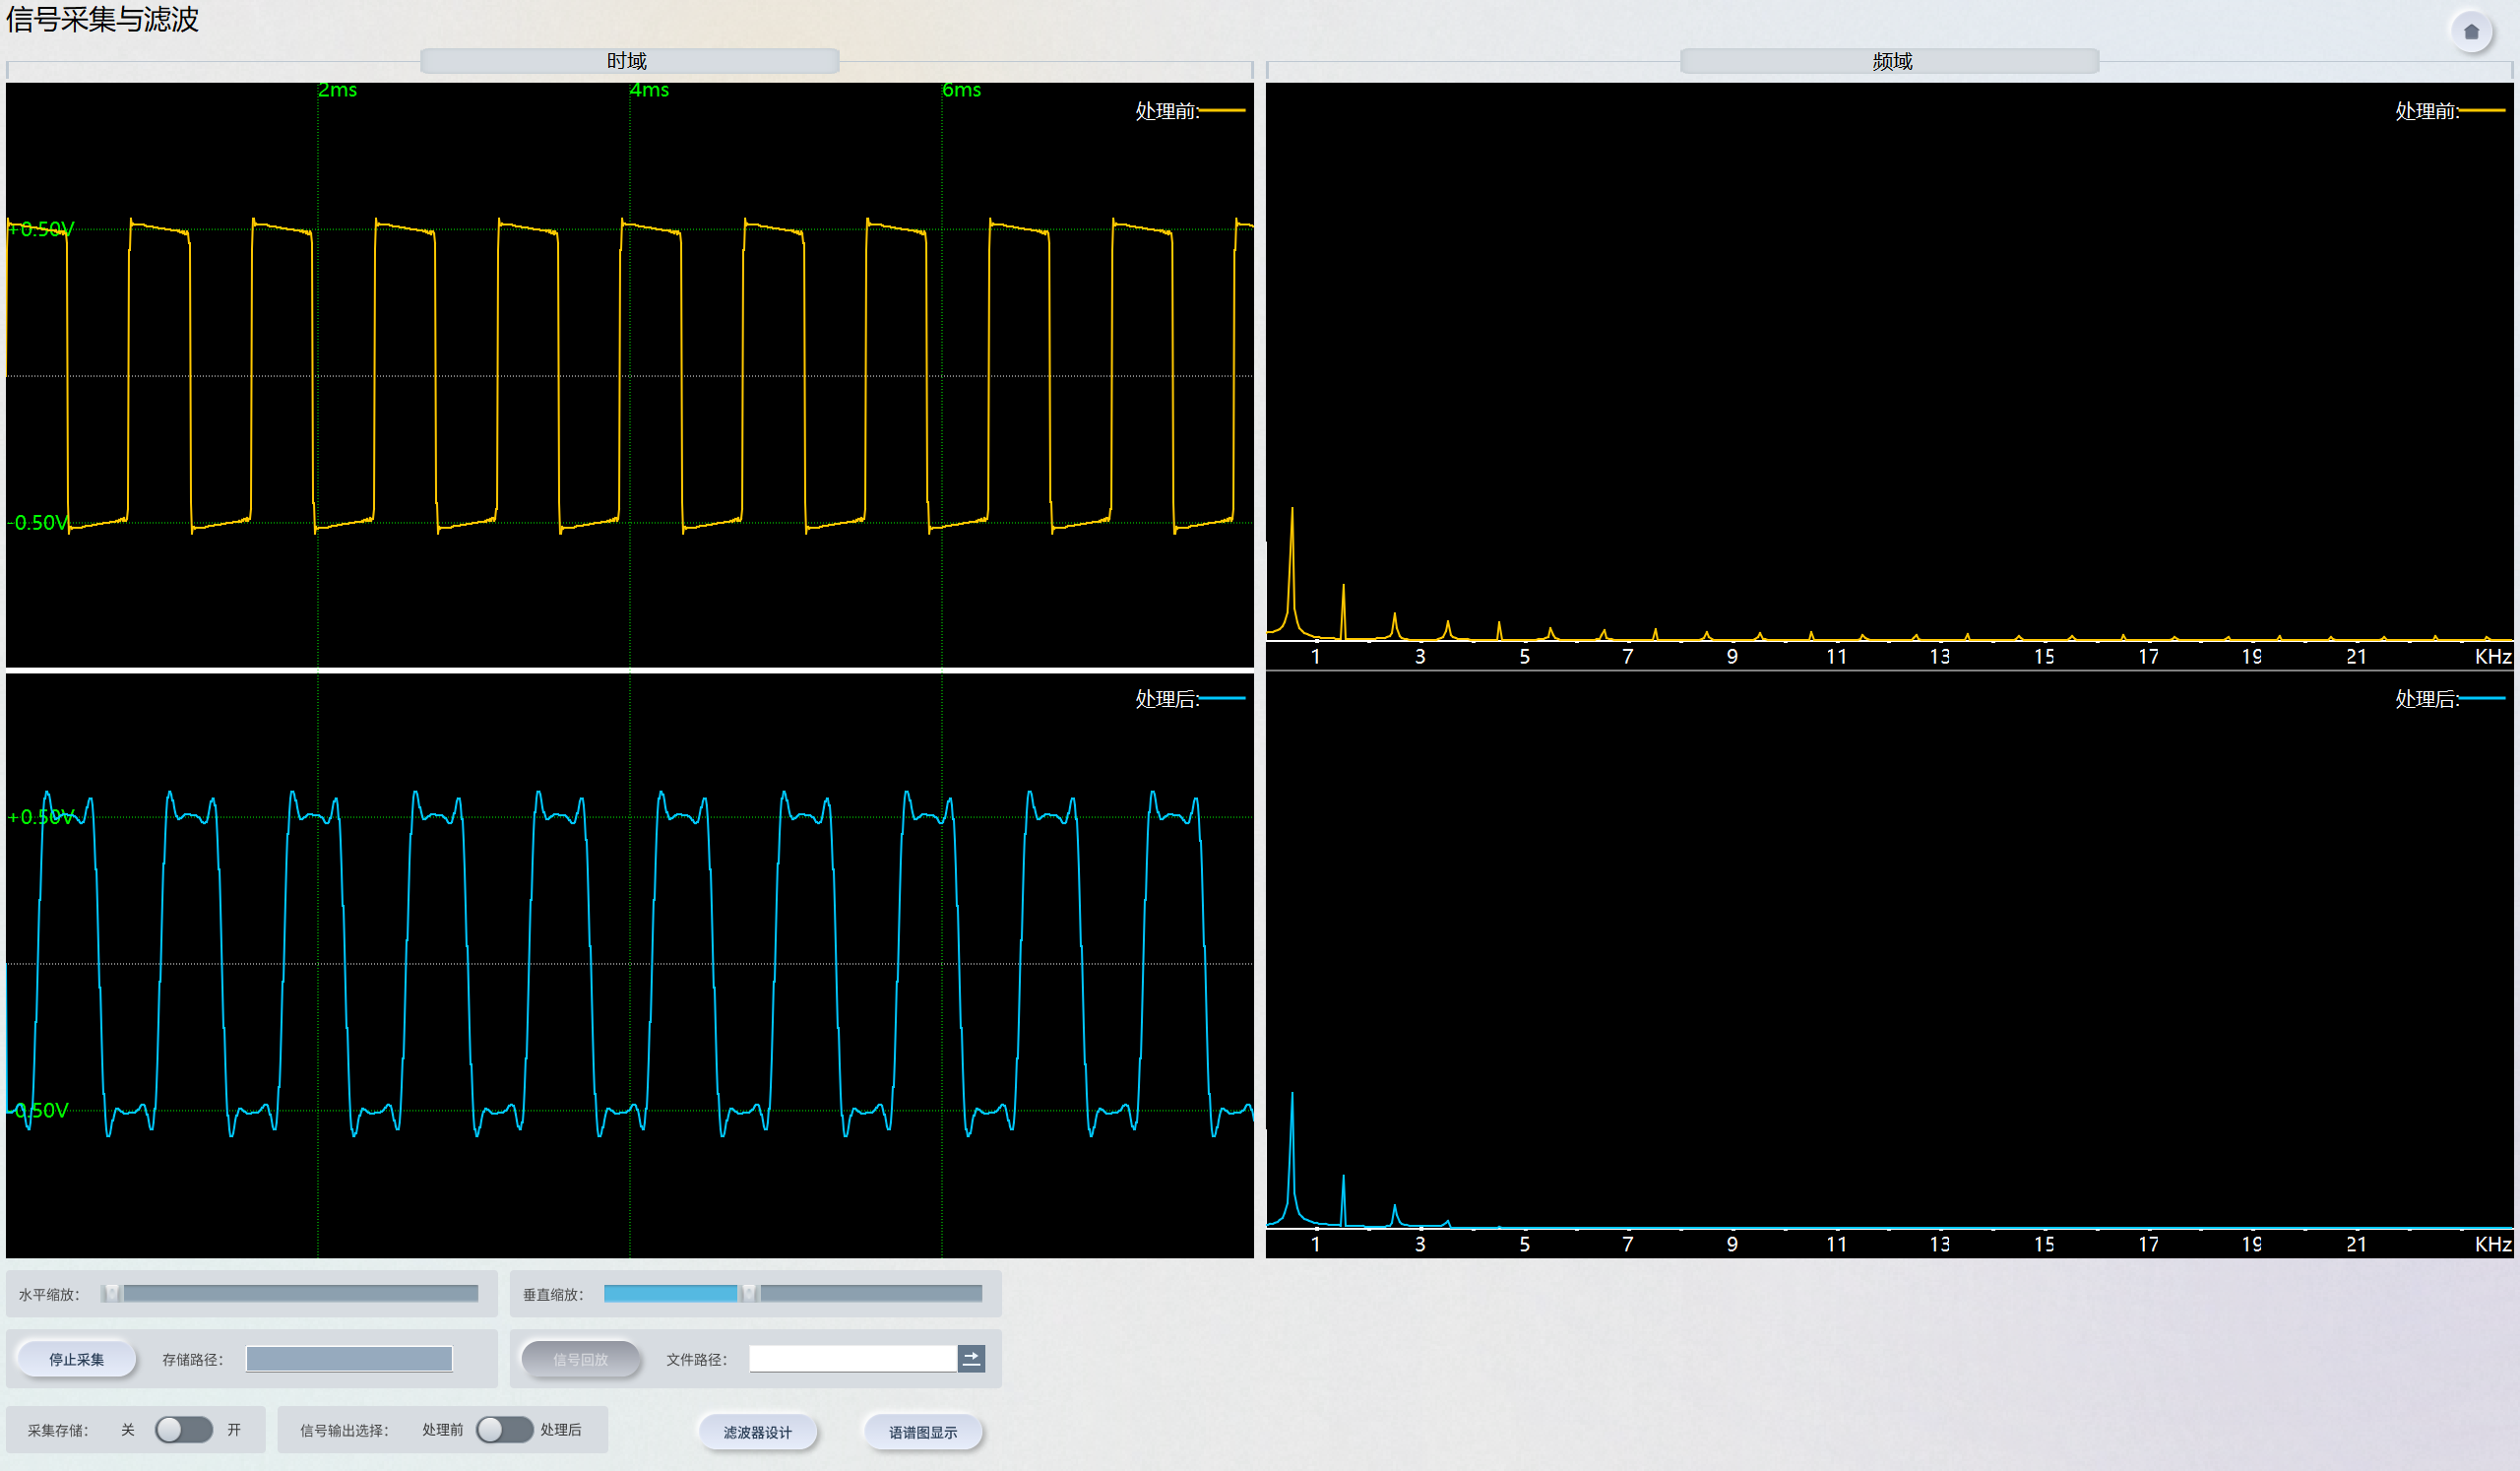 信号采集与滤波
时域
频域
2ms
4ms
6ms
处理前:
+0.50V
-0.50V
处理前:
1 3 5 7 9 11 13 15 17 19 21 KHz
处理后:
+0.50V
-0.50V
处理后:
1 3 5 7 9 11 13 15 17 19 21 KHz
水平缩放:
垂直缩放:
停止采集
存储路径:
信号回放
文件路径:
采集存储:
关
开
信号输出选择:
处理前
处理后
滤波器设计
语谱图显示